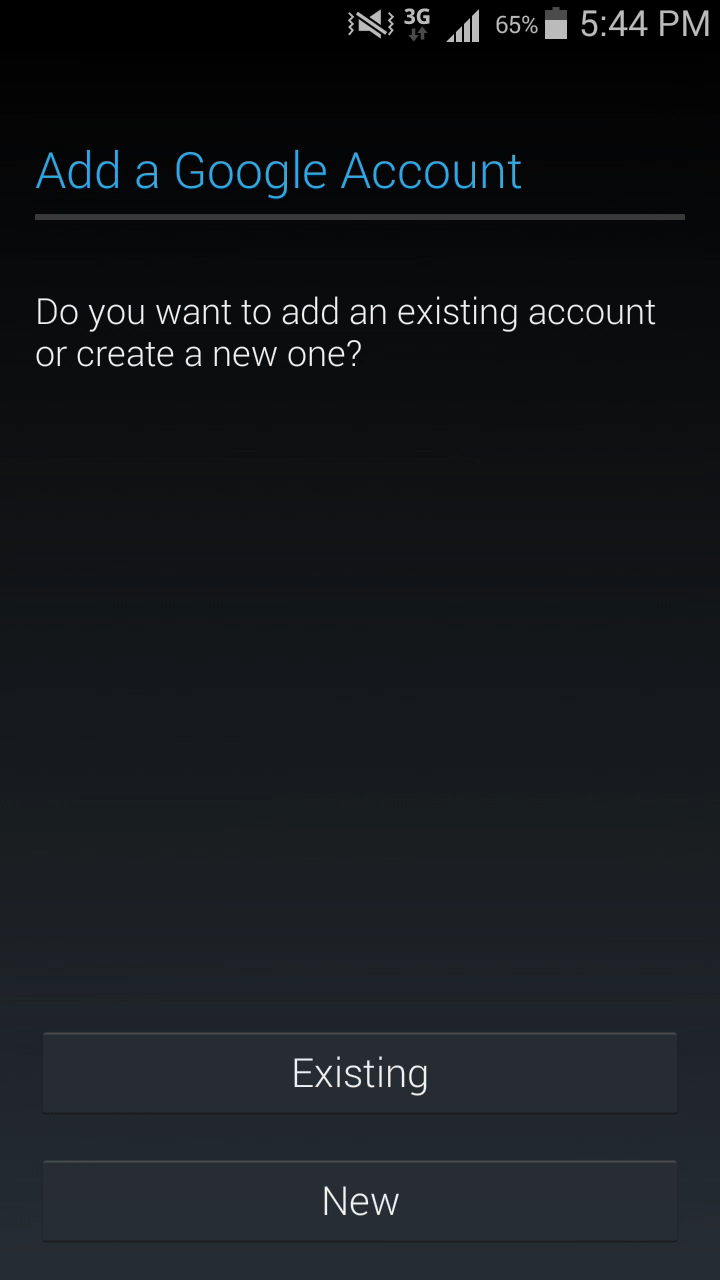 3G 65% 5:44 PM
Add a Google Account
Do you want to add an existing account
or create a new one?
Existing
New